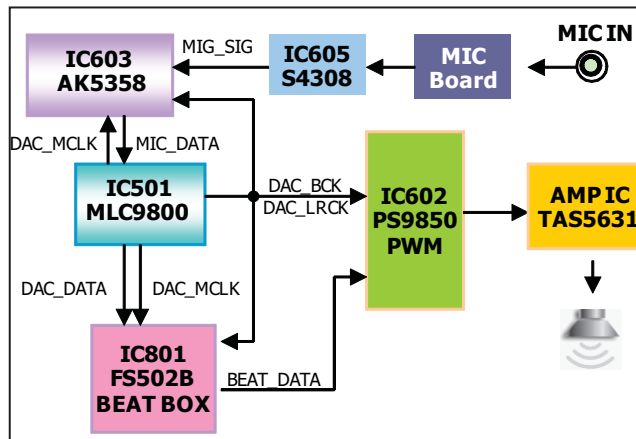 IC603
AK5358
MIG_SIG
IC605
S4308
MIC
Board
MIC IN
DAC_MCLK
MIC_DATA
IC501
MLC9800
DAC_BCK
DAC_LRCK
IC602
PS9850
PWM
AMP IC
TAS5631
DAC_DATA
DAC_MCLK
IC801
FS502B
BEAT BOX
BEAT_DATA